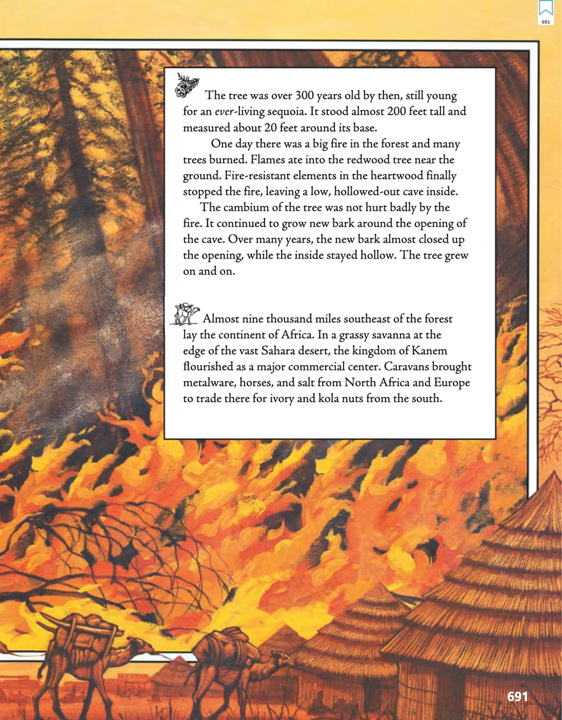 691
The tree was over 300 years old by then, still young
for an ever-living sequoia. It stood almost 200 feet tall and
measured about 20 feet around its base.
One day there was a big fire in the forest and many
trees burned. Flames ate into the redwood tree near the
ground. Fire-resistant elements in the heartwood finally
stopped the fire, leaving a low, hollowed-out cave inside.
The cambium of the tree was not hurt badly by the
fire. It continued to grow new bark around the opening of
the cave. Over many years, the new bark almost closed up
the opening, while the inside stayed hollow. The tree grew
on and on.
Almost nine thousand miles southeast of the forest
lay the continent of Africa. In a grassy savanna at the
edge of the vast Sahara desert, the kingdom of Kanem
flourished as a major commercial center. Caravans brought
metalware, horses, and salt from North Africa and Europe
to trade there for ivory and kola nuts from the south.
691